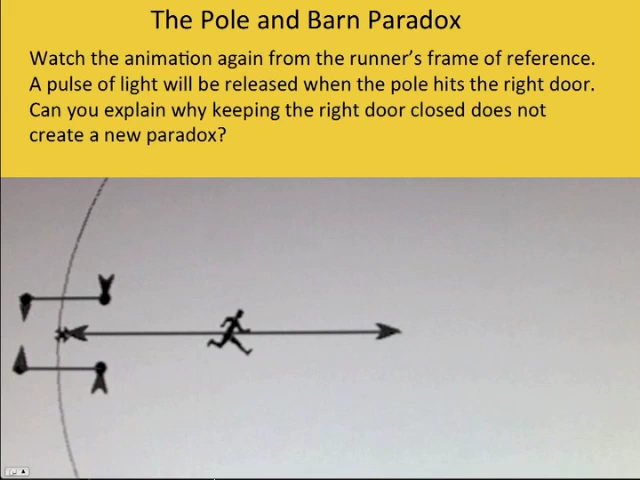 The Pole and Barn Paradox
Watch the animation again from the runner's frame of reference.
A pulse of light will be released when the pole hits the right door.
Can you explain why keeping the right door closed does not
create a new paradox?